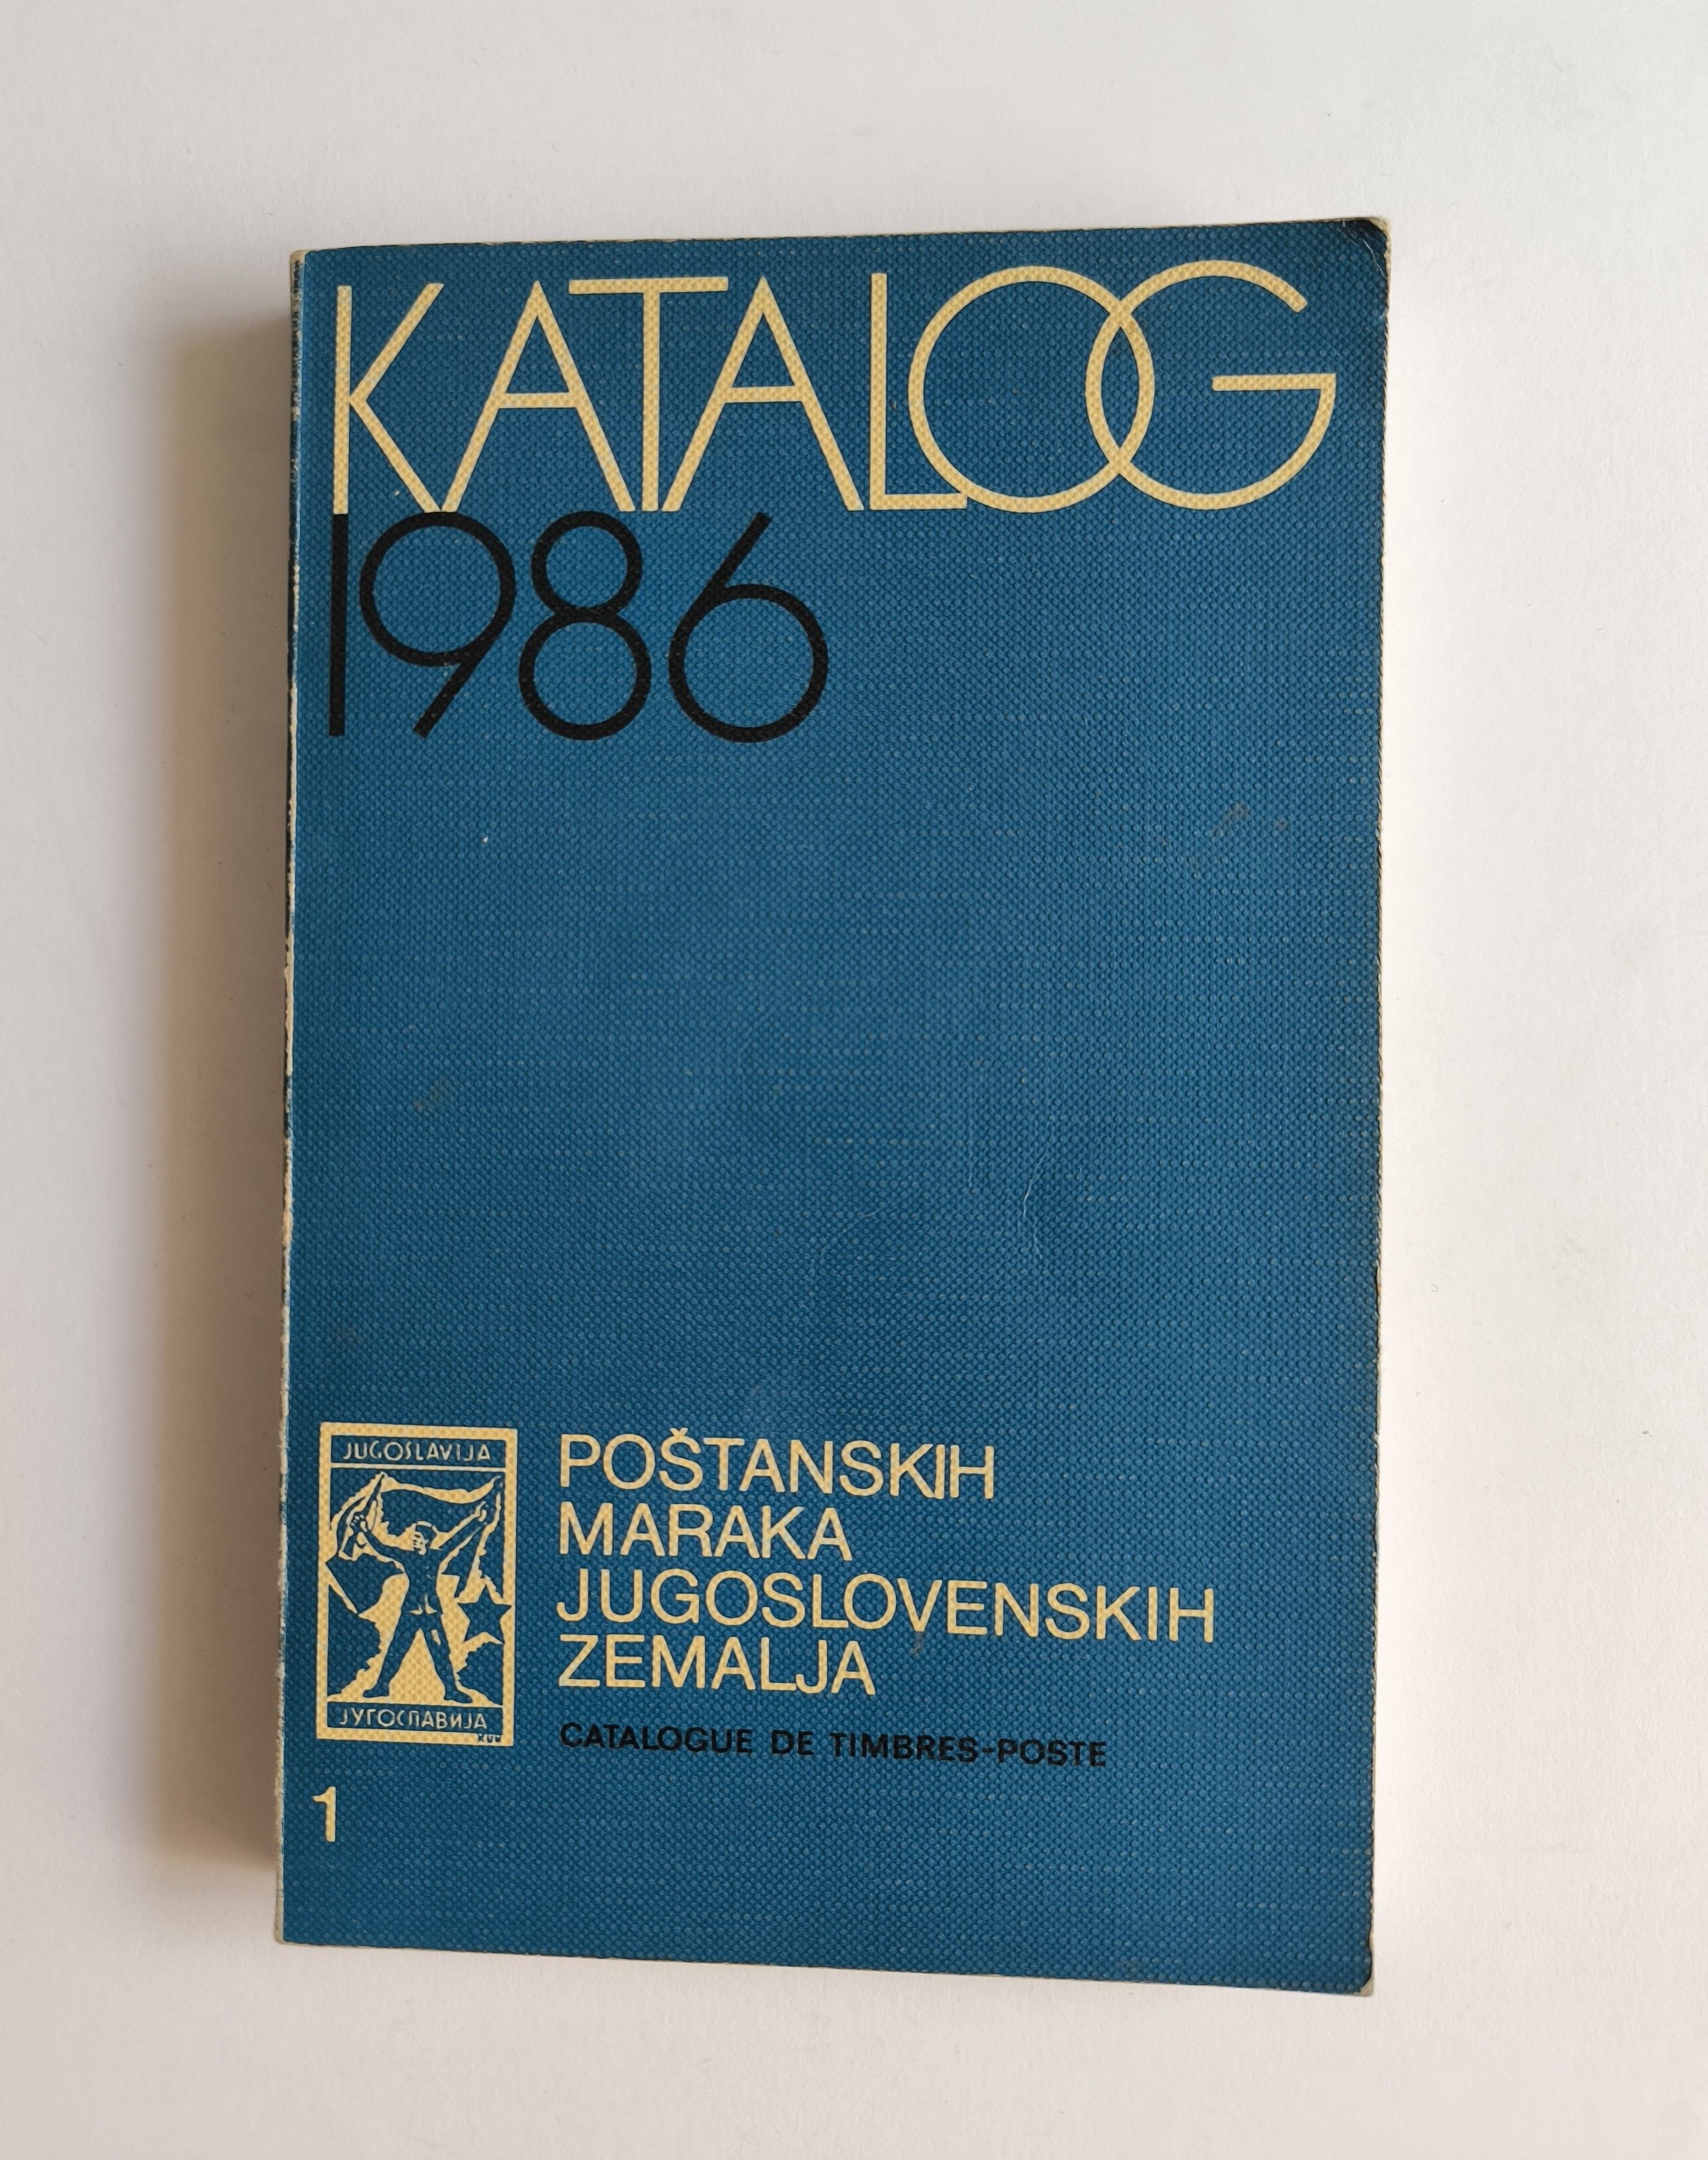 KATALOG
1986
JUGOSLAVIJA
ЈУГОСЛАВИЈА
POŠTANSKIH
MARAKA
JUGOSLOVENSKIH
ZEMALJA
CATALOGUE DE TIMBRES-POSTE
1